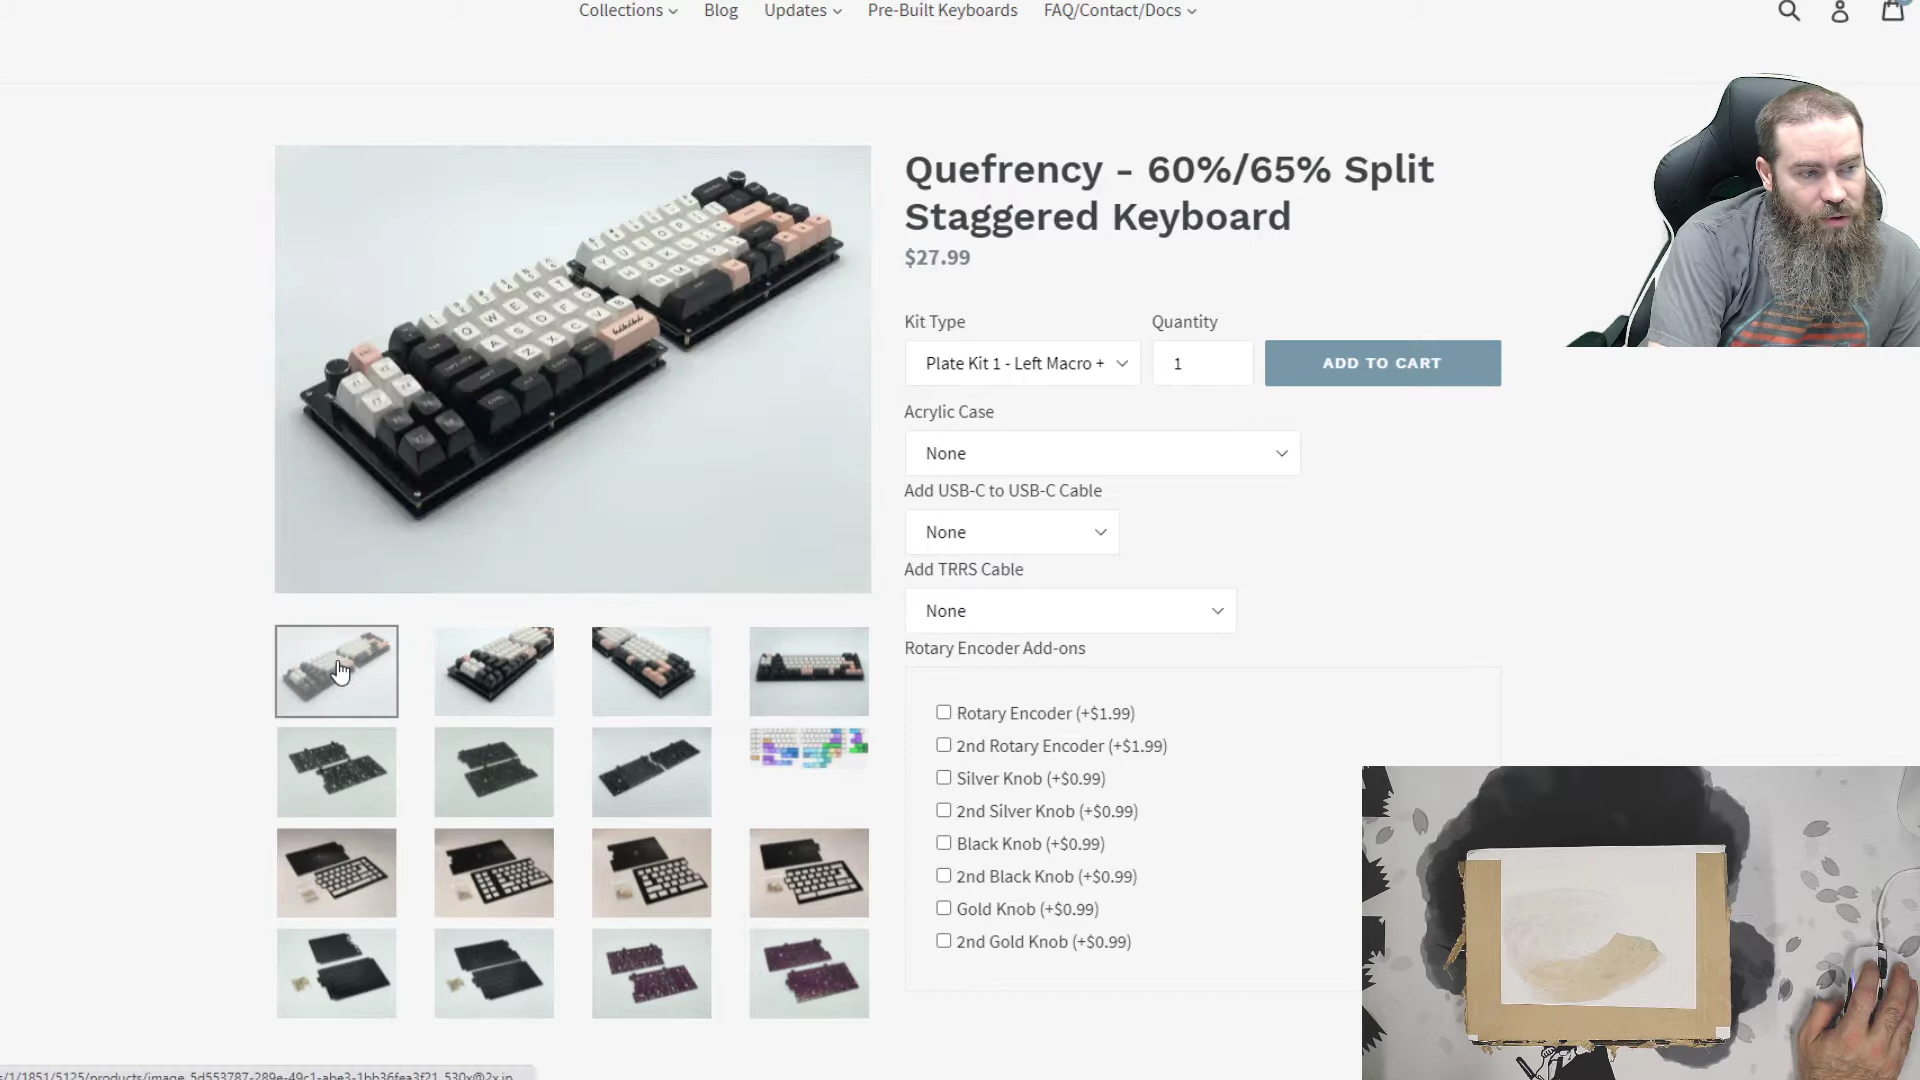 Collections
Blog
Updates
Pre-Built Keyboards
FAQ/Contact/Docs
Quefrency - 60%/65% Split
Staggered Keyboard
$27.99
Kit Type
Quantity
Plate Kit 1 - Left Macro +
1
ADD TO CART
Acrylic Case
None
Add USB-C to USB-C Cable
None
Add TRRS Cable
None
Rotary Encoder Add-ons
Rotary Encoder (+$1.99)
2nd Rotary Encoder (+$1.99)
Silver Knob (+$0.99)
2nd Silver Knob (+$0.99)
Black Knob (+$0.99)
2nd Black Knob (+$0.99)
Gold Knob (+$0.99)
2nd Gold Knob (+$0.99)